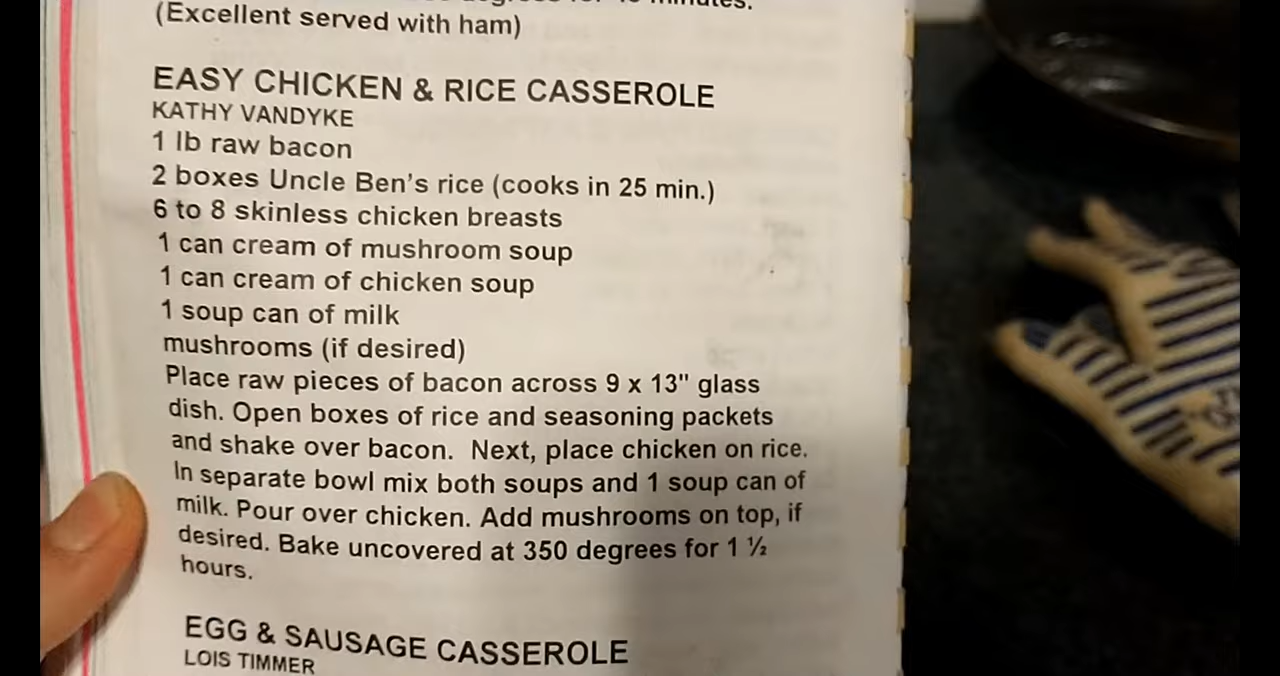 minutes.
(Excellent served with ham)
EASY CHICKEN & RICE CASSEROLE
KATHY VANDYKE
1 lb raw bacon
2 boxes Uncle Ben's rice (cooks in 25 min.)
6 to 8 skinless chicken breasts
1 can cream of mushroom soup
1 can cream of chicken soup
1 soup can of milk
mushrooms (if desired)
Place raw pieces of bacon across 9 x 13" glass
dish. Open boxes of rice and seasoning packets
and shake over bacon. Next, place chicken on rice.
In separate bowl mix both soups and 1 soup can of
milk. Pour over chicken. Add mushrooms on top, if
desired. Bake uncovered at 350 degrees for 1 ½
hours.
EGG & SAUSAGE CASSEROLE
LOIS TIMMER